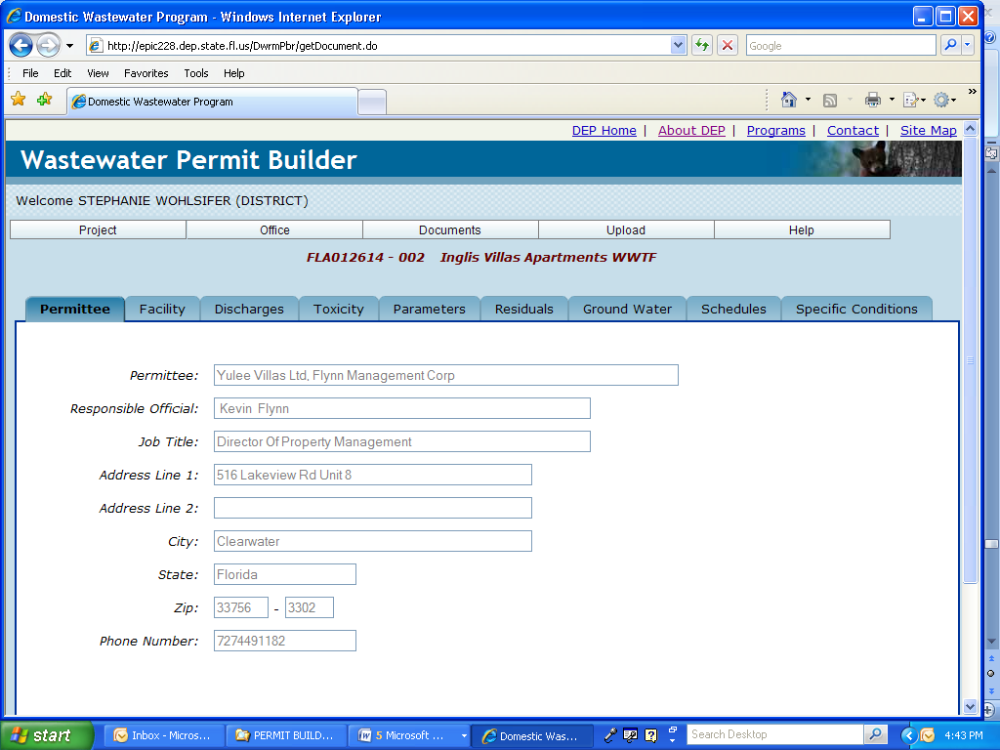 Domestic Wastewater Program - Windows Internet Explorer
http://epic228.dep.state.fl.us/DwrmPbr/getDocument.do
Google
File Edit View Favorites Tools Help
Domestic Wastewater Program
DEP Home | About DEP | Programs | Contact | Site Map
Wastewater Permit Builder
Welcome STEPHANIE WOHLSIFER (DISTRICT)
Project Office Documents Upload Help
FLA012614 - 002 Inglis Villas Apartments WWTF
Permittee Facility Discharges Toxicity Parameters Residuals Ground Water Schedules Specific Conditions
Permittee: Yulee Villas Ltd, Flynn Management Corp
Responsible Official: Kevin Flynn
Job Title: Director Of Property Management
Address Line 1: 516 Lakeview Rd Unit 8
Address Line 2:
City: Clearwater
State: Florida
Zip: 33756 - 3302
Phone Number: 7274491182
start Inbox - Micros... PERMIT BUILD... 5 Microsoft ... Domestic Was... Search Desktop 4:43 PM